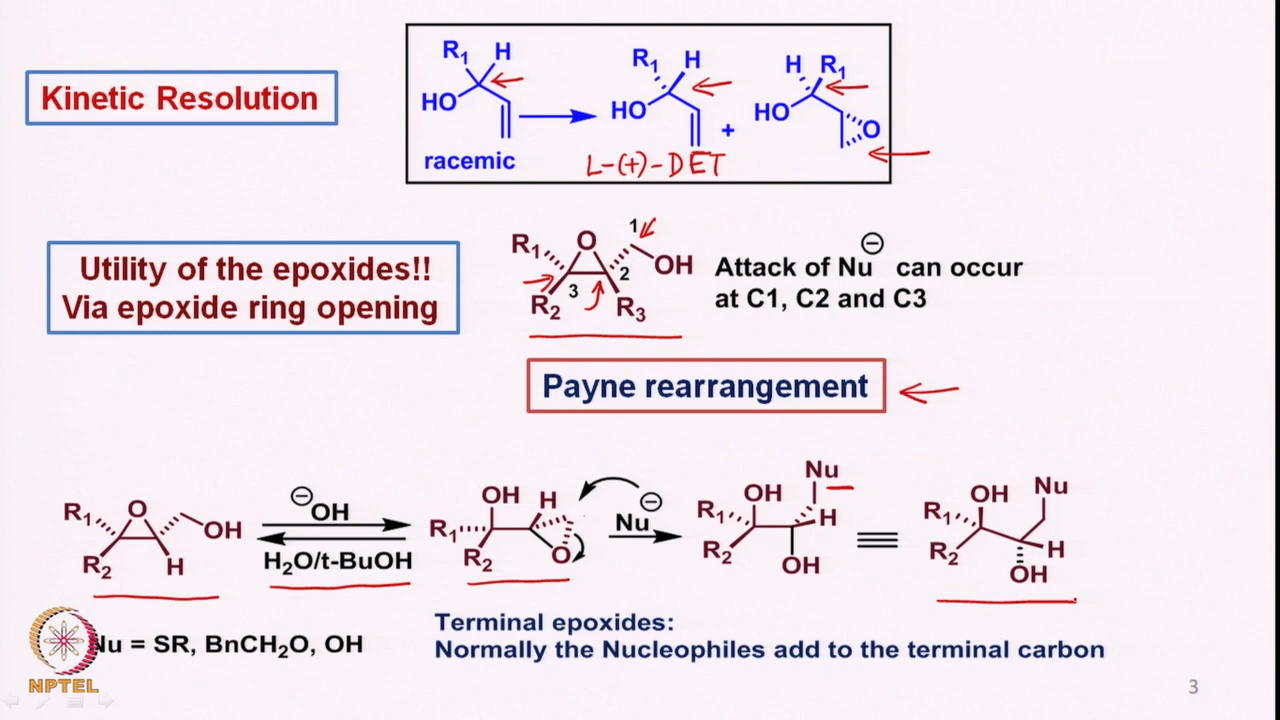 Kinetic Resolution
R₁ H
HO
racemic
R₁ H
HO
+
L-(+)-DET
H R₁
HO
O
Utility of the epoxides!!
Via epoxide ring opening
R₁ O 1
OH
2
3
R₂ R₃
Attack of Nu⊖ can occur
at C1, C2 and C3
Payne rearrangement
R₁ O
OH
R₂ H
⊖OH
H₂O/t-BuOH
OH H
R₁
R₂ O
Nu⊖
Nu
OH
R₁
H
R₂
OH
OH Nu
R₁
R₂ H
OH
Nu = SR, BnCH₂O, OH
Terminal epoxides:
Normally the Nucleophiles add to the terminal carbon
NPTEL
3